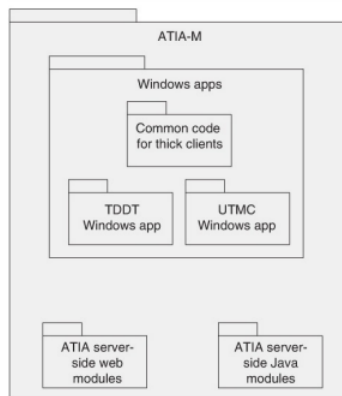 ATIA-M
Windows apps
Common code
for thick clients
TDDT
Windows app
UTMC
Windows app
ATIA server-
side web
modules
ATIA server-
side Java
modules